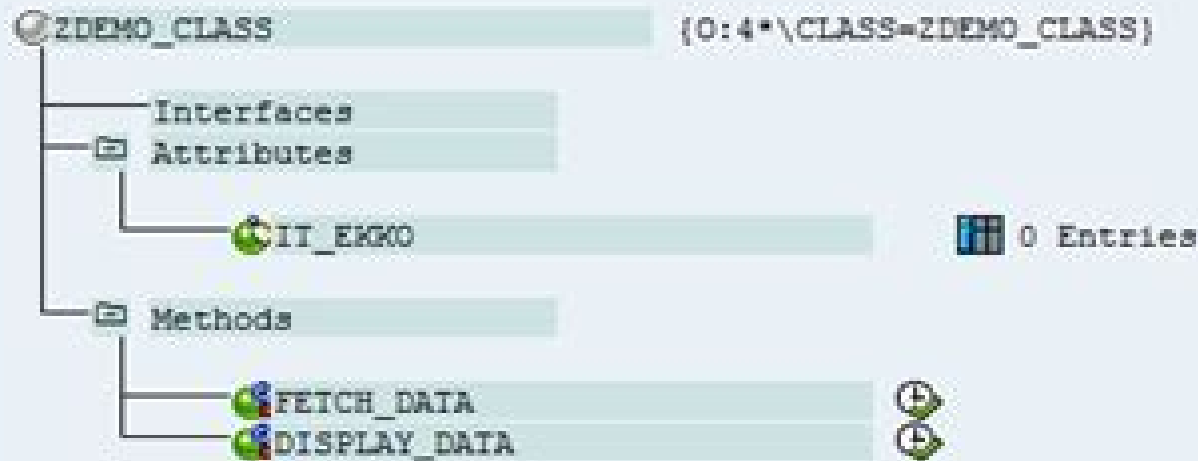 ZDEMO_CLASS {O:4*\CLASS=ZDEMO_CLASS}
Interfaces
Attributes
IT_EKKO 0 Entries
Methods
FETCH_DATA
DISPLAY_DATA